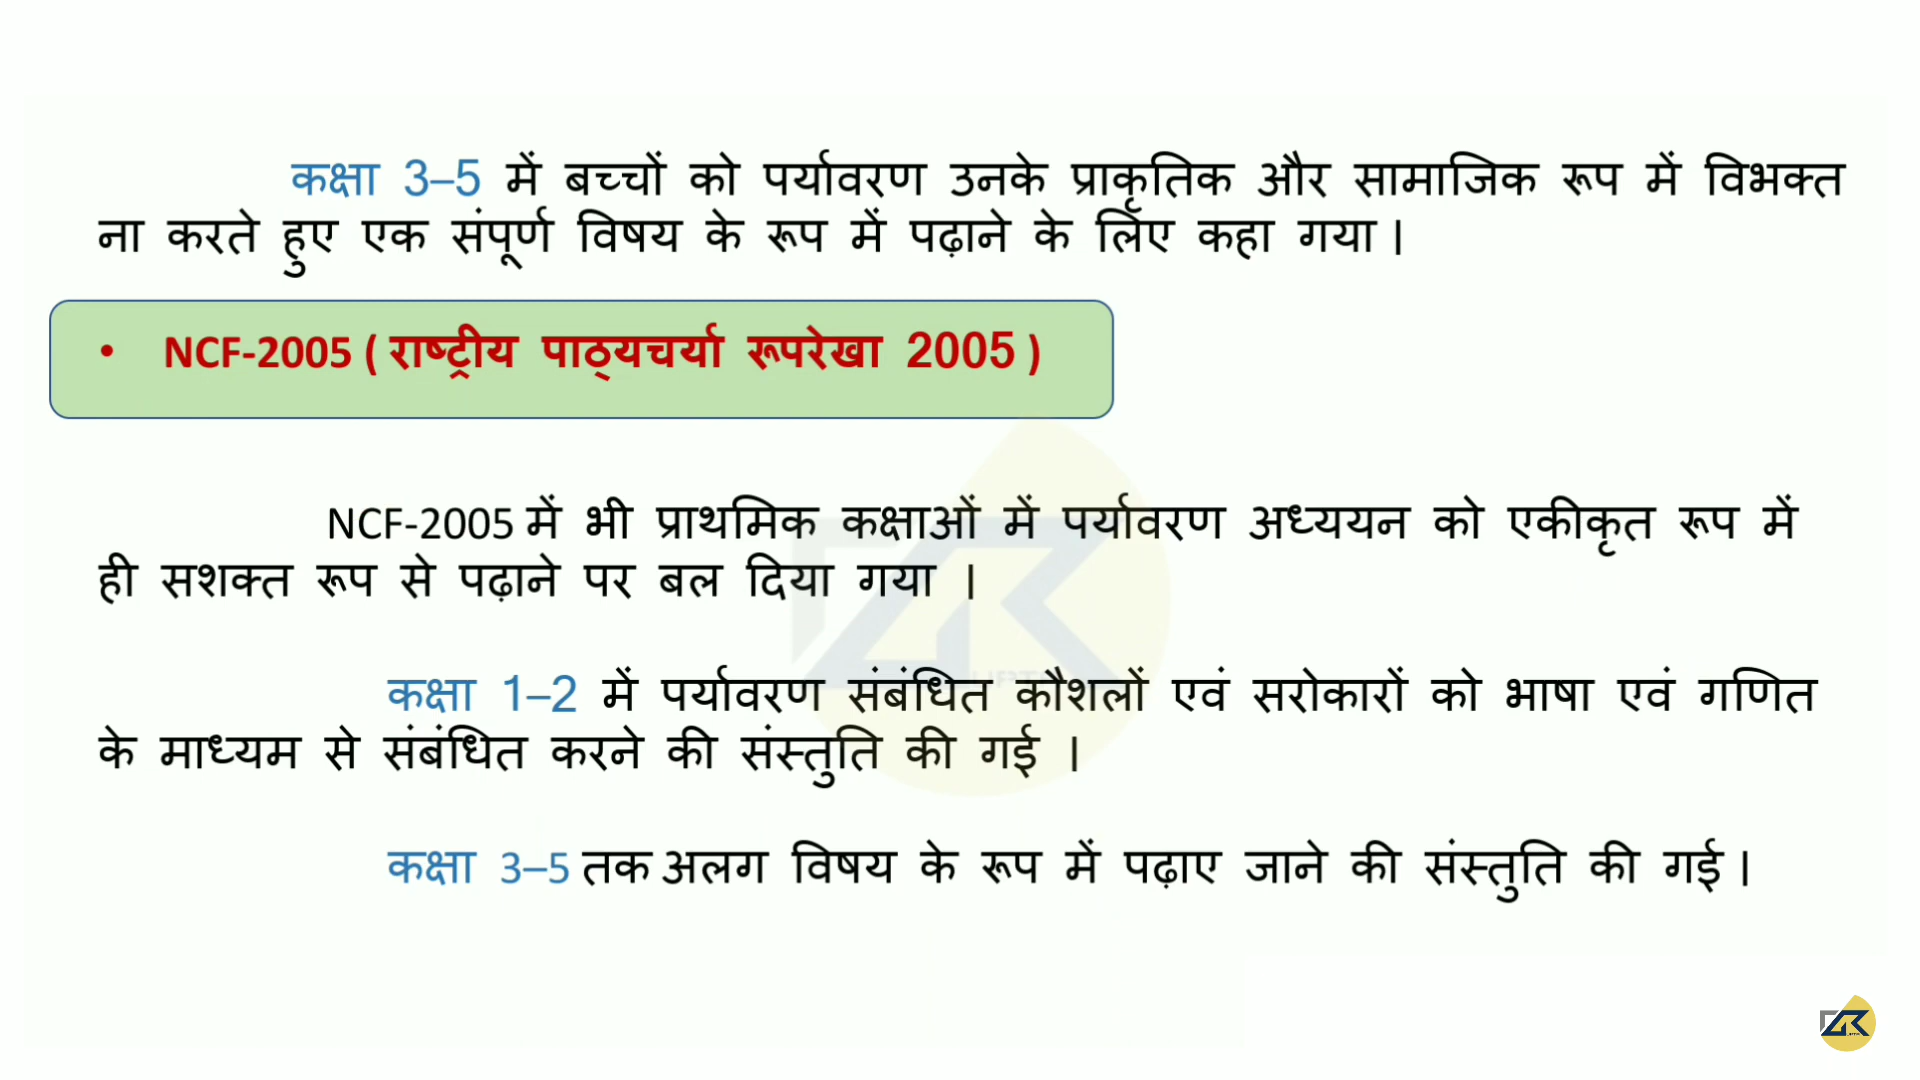 कक्षा 3–5 में बच्चों को पर्यावरण उनके प्राकृतिक और सामाजिक रूप में विभक्त
ना करते हुए एक संपूर्ण विषय के रूप में पढ़ाने के लिए कहा गया।
• NCF-2005 ( राष्ट्रीय पाठ्यचर्या रूपरेखा 2005 )
NCF-2005 में भी प्राथमिक कक्षाओं में पर्यावरण अध्ययन को एकीकृत रूप में
ही सशक्त रूप से पढ़ाने पर बल दिया गया ।
कक्षा 1–2 में पर्यावरण संबंधित कौशलों एवं सरोकारों को भाषा एवं गणित
के माध्यम से संबंधित करने की संस्तुति की गई ।
कक्षा 3–5 तक अलग विषय के रूप में पढ़ाए जाने की संस्तुति की गई।